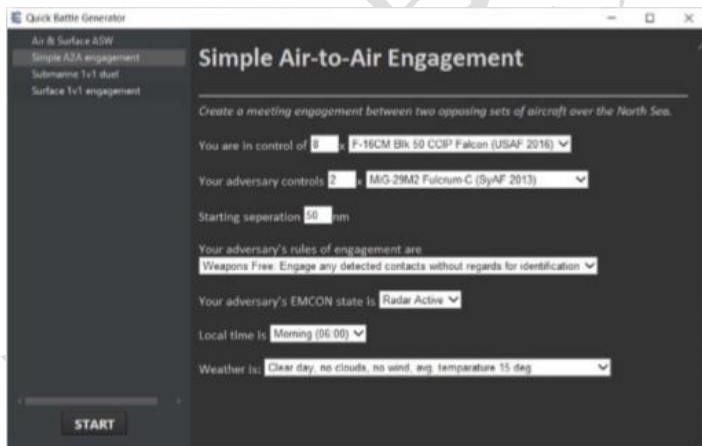 Quick Battle Generator
Air & Surface ASW
Simple A2A engagement
Submarine 1v1 duel
Surface 1v1 engagement
START
Simple Air-to-Air Engagement
Create a meeting engagement between two opposing sets of aircraft over the North Sea.
You are in control of 8 x F-16CM Blk 50 CCIP Falcon (USAF 2016)
Your adversary controls 2 x MiG-29M2 Fulcrum-C (SyAF 2013)
Starting seperation 50 nm
Your adversary's rules of engagement are
Weapons Free. Engage any detected contacts without regards for identification
Your adversary's EMCON state is Radar Active
Local time is Morning (06:00)
Weather is: Clear day, no clouds, no wind, avg. temparature 15 deg